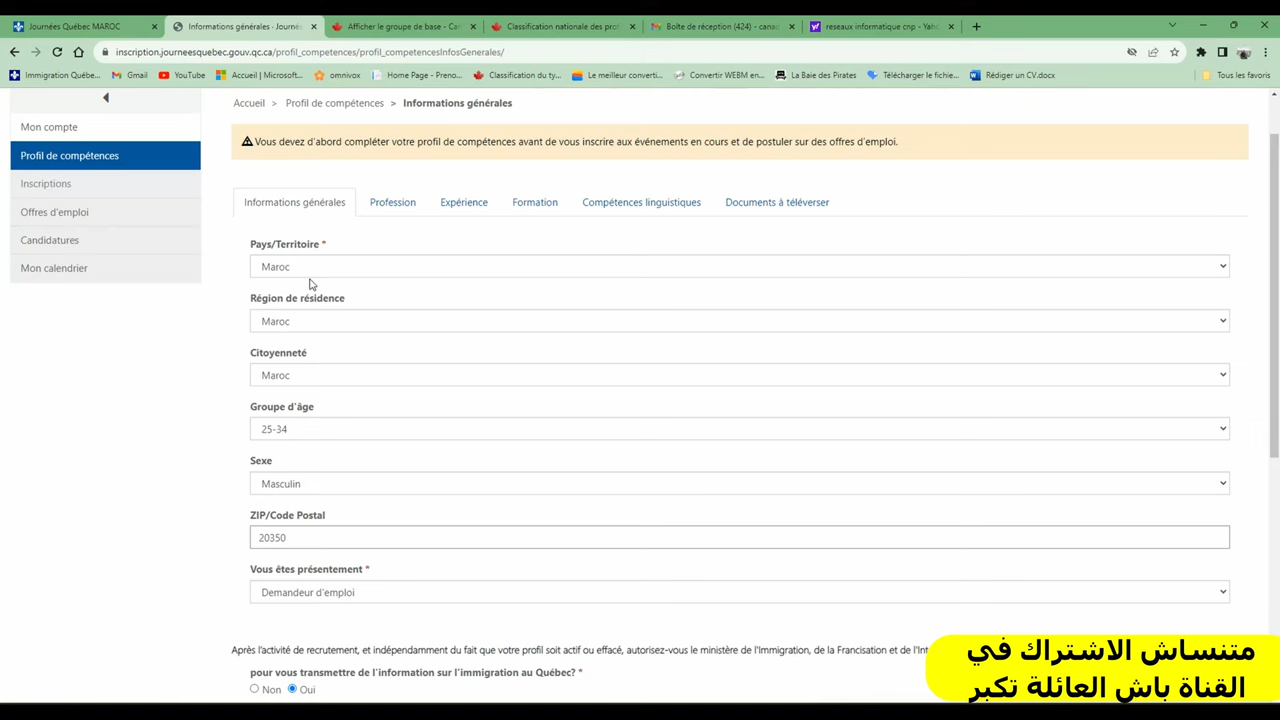 Journées Québec MAROC
Informations générales - Journé
Afficher le groupe de base - Can
Classification nationale des prof
Boîte de réception (424) - canad
reseaux informatique cnp - Yaho
inscription.journeesquebec.gouv.qc.ca/profil_competences/profil_competencesInfosGenerales/
Immigration Québe...
Gmail
YouTube
Accueil | Microsoft...
omnivox
Home Page - Preno...
Classification du ty...
Le meilleur converti...
Convertir WEBM en...
La Baie des Pirates
Télécharger le fichie...
Rédiger un CV.docx
Tous les favoris
Accueil > Profil de compétences > Informations générales
Mon compte
Profil de compétences
Inscriptions
Offres d'emploi
Candidatures
Mon calendrier
Vous devez d'abord compléter votre profil de compétences avant de vous inscrire aux événements en cours et de postuler sur des offres d'emploi.
Informations générales
Profession
Expérience
Formation
Compétences linguistiques
Documents à téléverser
Pays/Territoire *
Maroc
Région de résidence
Maroc
Citoyenneté
Maroc
Groupe d'âge
25-34
Sexe
Masculin
ZIP/Code Postal
20350
Vous êtes présentement *
Demandeur d'emploi
Après l'activité de recrutement, et indépendamment du fait que votre profil soit actif ou effacé, autorisez-vous le ministère de l'Immigration, de la Francisation et de l'Int
pour vous transmettre de l'information sur l'immigration au Québec? *
Non Oui
متنساش الاشتراك في
القناة باش العائلة تكبر